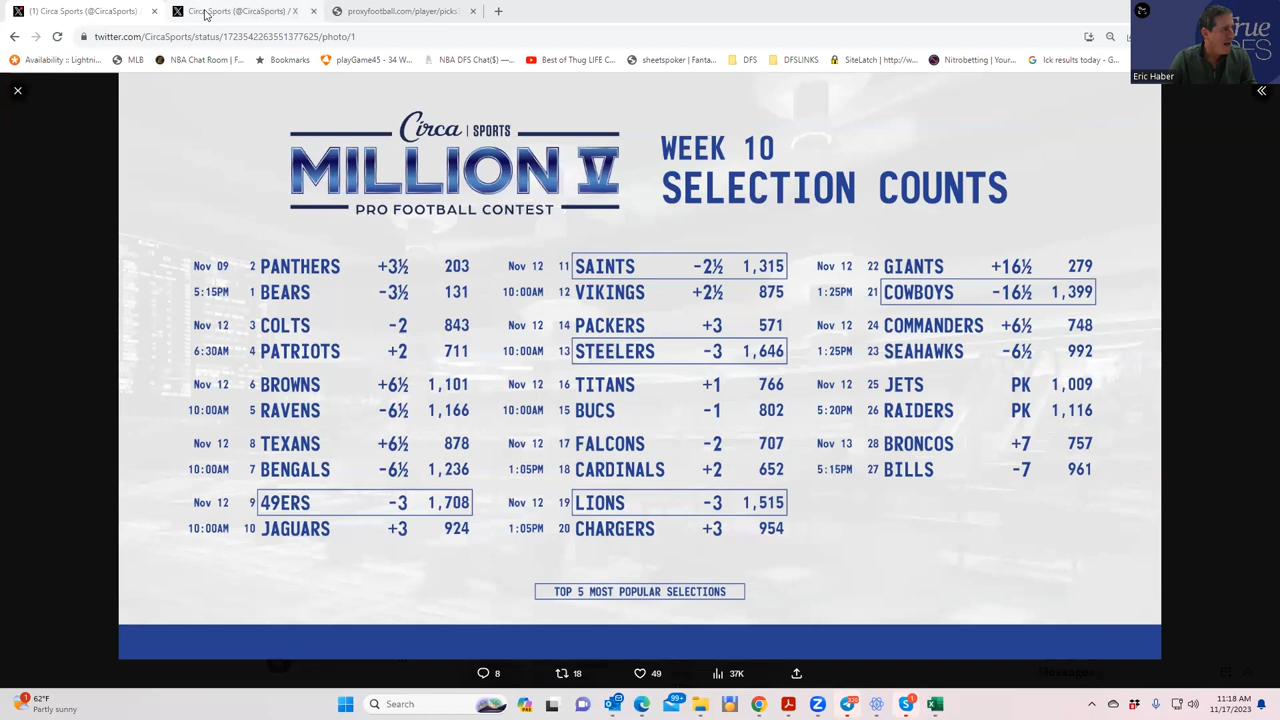 (1) Circa Sports (@CircaSports)
Circa Sports (@CircaSports) / X
proxyfootball.com/player/picks
twitter.com/CircaSports/status/1723542263551377625/photo/1
Availability :: Lightni...
MLB
NBA Chat Room | F...
Bookmarks
playGame45 - 34 W...
NBA DFS Chat($) —...
Best of Thug LIFE C...
sheetspoker | Fanta...
DFS
DFSLINKS
SiteLatch | http://w...
Nitrobetting | Your...
Ick results today - G...
True
DFS
Eric Haber
Circa | SPORTS
MILLION V
PRO FOOTBALL CONTEST
WEEK 10
SELECTION COUNTS
Nov 09 2 PANTHERS +3½ 203
5:15PM 1 BEARS -3½ 131
Nov 12 3 COLTS -2 843
6:30AM 4 PATRIOTS +2 711
Nov 12 6 BROWNS +6½ 1,101
10:00AM 5 RAVENS -6½ 1,166
Nov 12 8 TEXANS +6½ 878
10:00AM 7 BENGALS -6½ 1,236
Nov 12 9 49ERS -3 1,708
10:00AM 10 JAGUARS +3 924
Nov 12 11 SAINTS -2½ 1,315
10:00AM 12 VIKINGS +2½ 875
Nov 12 14 PACKERS +3 571
10:00AM 13 STEELERS -3 1,646
Nov 12 16 TITANS +1 766
10:00AM 15 BUCS -1 802
Nov 12 17 FALCONS -2 707
1:05PM 18 CARDINALS +2 652
Nov 12 19 LIONS -3 1,515
1:05PM 20 CHARGERS +3 954
Nov 12 22 GIANTS +16½ 279
1:25PM 21 COWBOYS -16½ 1,399
Nov 12 24 COMMANDERS +6½ 748
1:25PM 23 SEAHAWKS -6½ 992
Nov 12 25 JETS PK 1,009
5:20PM 26 RAIDERS PK 1,116
Nov 13 28 BRONCOS +7 757
5:15PM 27 BILLS -7 961
TOP 5 MOST POPULAR SELECTIONS
8
18
49
37K
Messages
1
62°F
Partly sunny
Search
99+
1
11:18 AM
11/17/2023